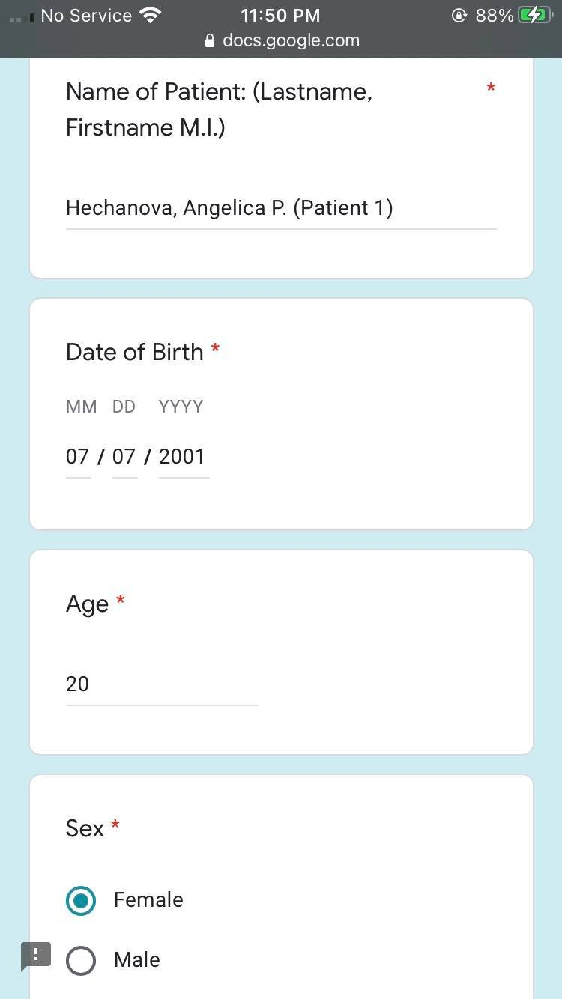 No Service 11:50 PM 88%
docs.google.com
Name of Patient: (Lastname, *
Firstname M.I.)
Hechanova, Angelica P. (Patient 1)
Date of Birth *
MM DD YYYY
07 / 07 / 2001
Age *
20
Sex *
Female
Male